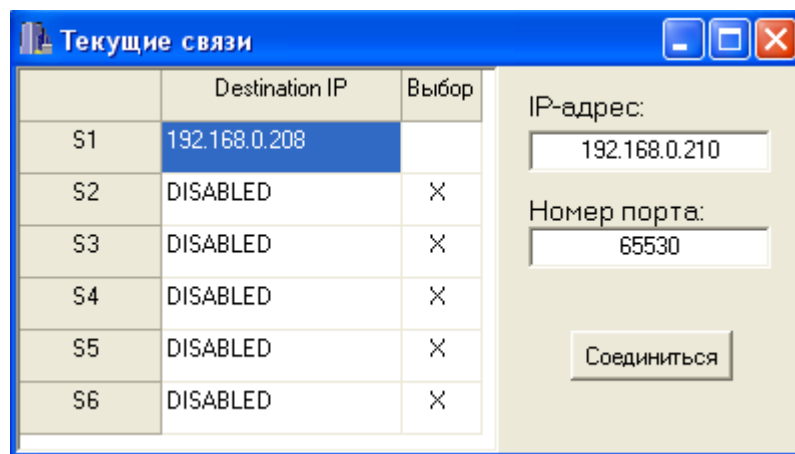 Текущие связи
Destination IP Выбор
S1 192.168.0.208
S2 DISABLED X
S3 DISABLED X
S4 DISABLED X
S5 DISABLED X
S6 DISABLED X
IP-адрес:
192.168.0.210
Номер порта:
65530
Соединиться